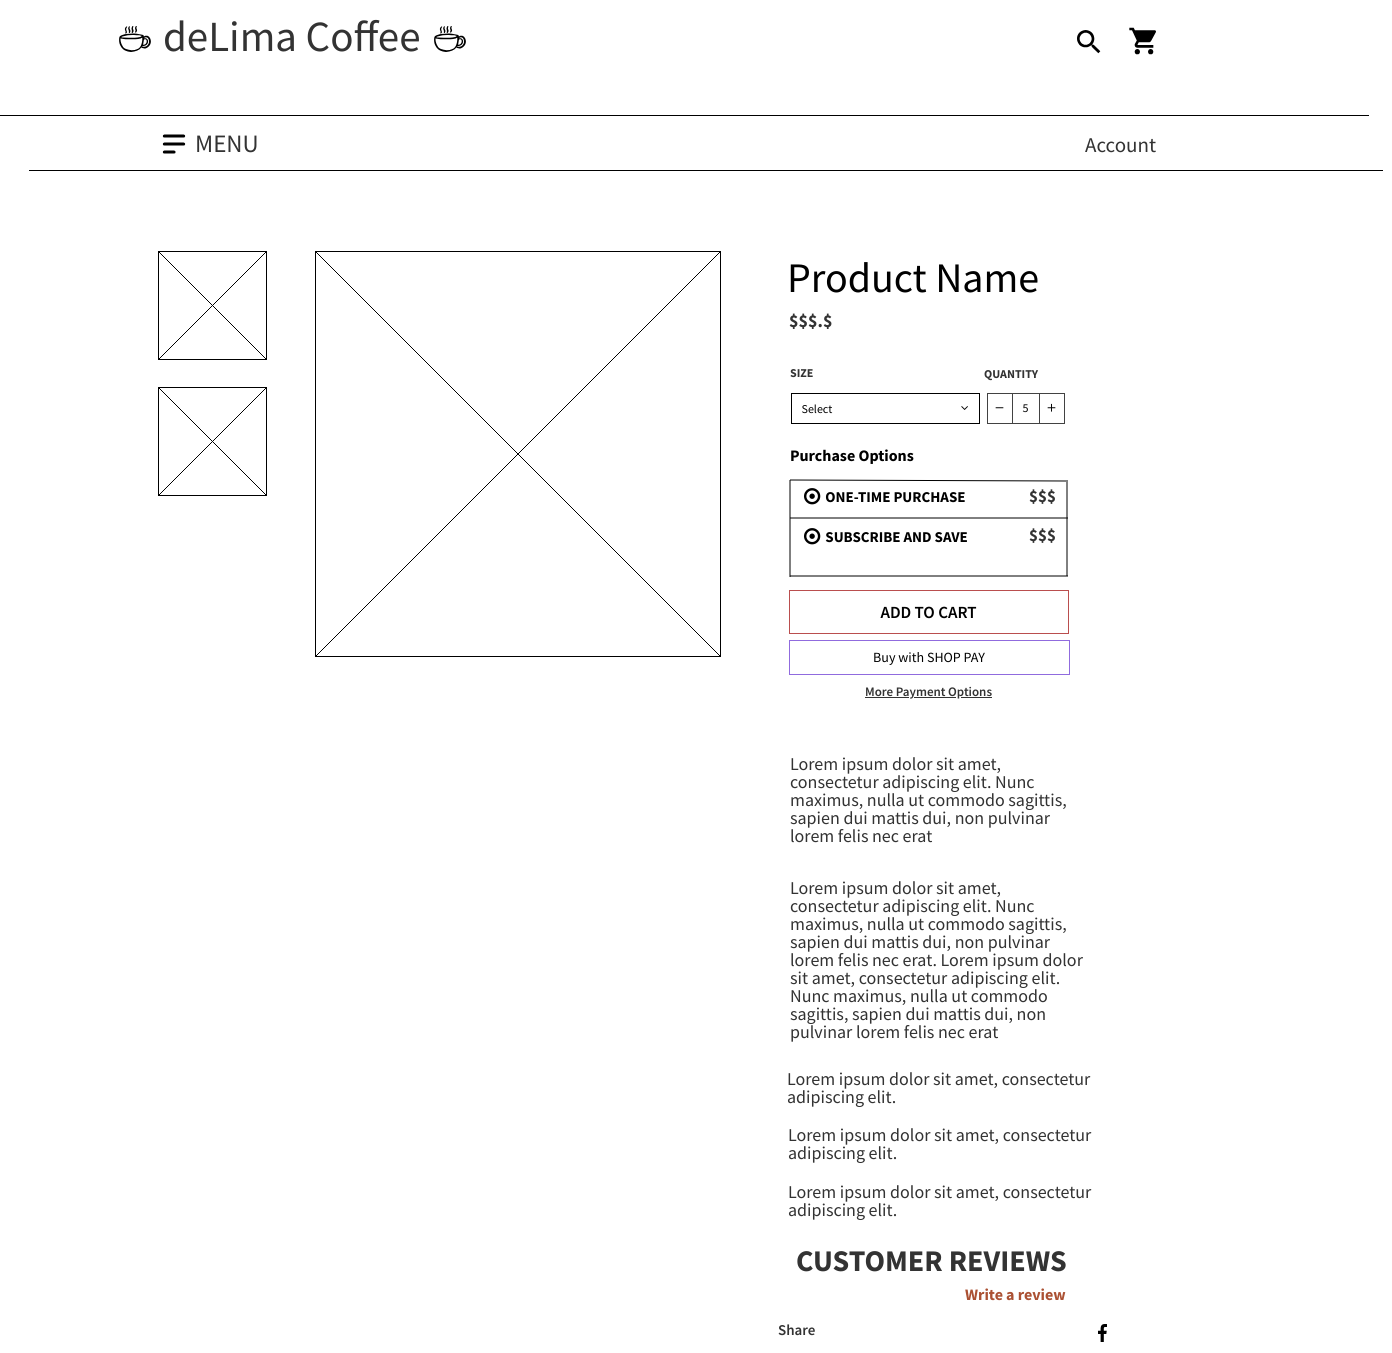 deLima Coffee
MENU
Account
Product Name
$$$.$
SIZE
QUANTITY
Select
− 5 +
Purchase Options
ONE-TIME PURCHASE $$$
SUBSCRIBE AND SAVE $$$
ADD TO CART
Buy with SHOP PAY
More Payment Options
Lorem ipsum dolor sit amet,
consectetur adipiscing elit. Nunc
maximus, nulla ut commodo sagittis,
sapien dui mattis dui, non pulvinar
lorem felis nec erat
Lorem ipsum dolor sit amet,
consectetur adipiscing elit. Nunc
maximus, nulla ut commodo sagittis,
sapien dui mattis dui, non pulvinar
lorem felis nec erat. Lorem ipsum dolor
sit amet, consectetur adipiscing elit.
Nunc maximus, nulla ut commodo
sagittis, sapien dui mattis dui, non
pulvinar lorem felis nec erat
Lorem ipsum dolor sit amet, consectetur
adipiscing elit.
Lorem ipsum dolor sit amet, consectetur
adipiscing elit.
Lorem ipsum dolor sit amet, consectetur
adipiscing elit.
CUSTOMER REVIEWS
Write a review
Share